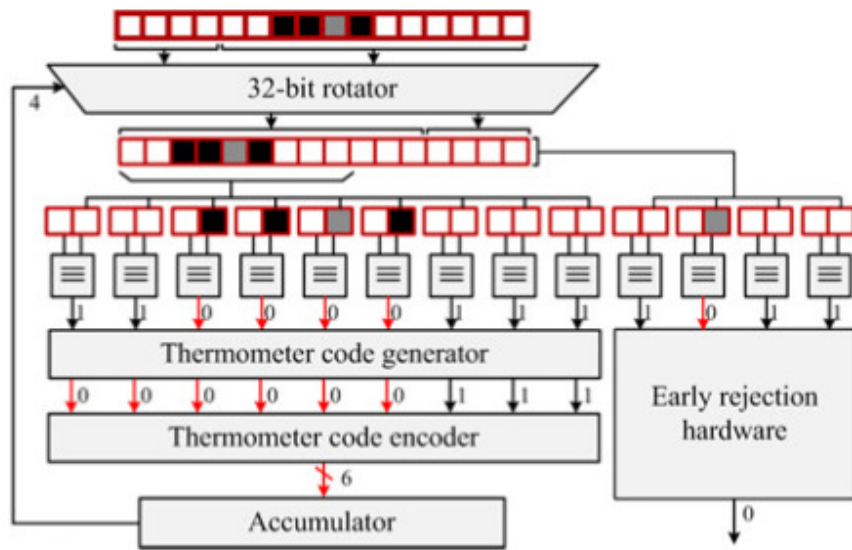 32-bit rotator
4
1 1 0 0 0 0 1 1 1 1 0 1 1
Thermometer code generator
0 0 0 0 0 0 1 1 1
Early rejection
hardware
Thermometer code encoder
6
Accumulator
0